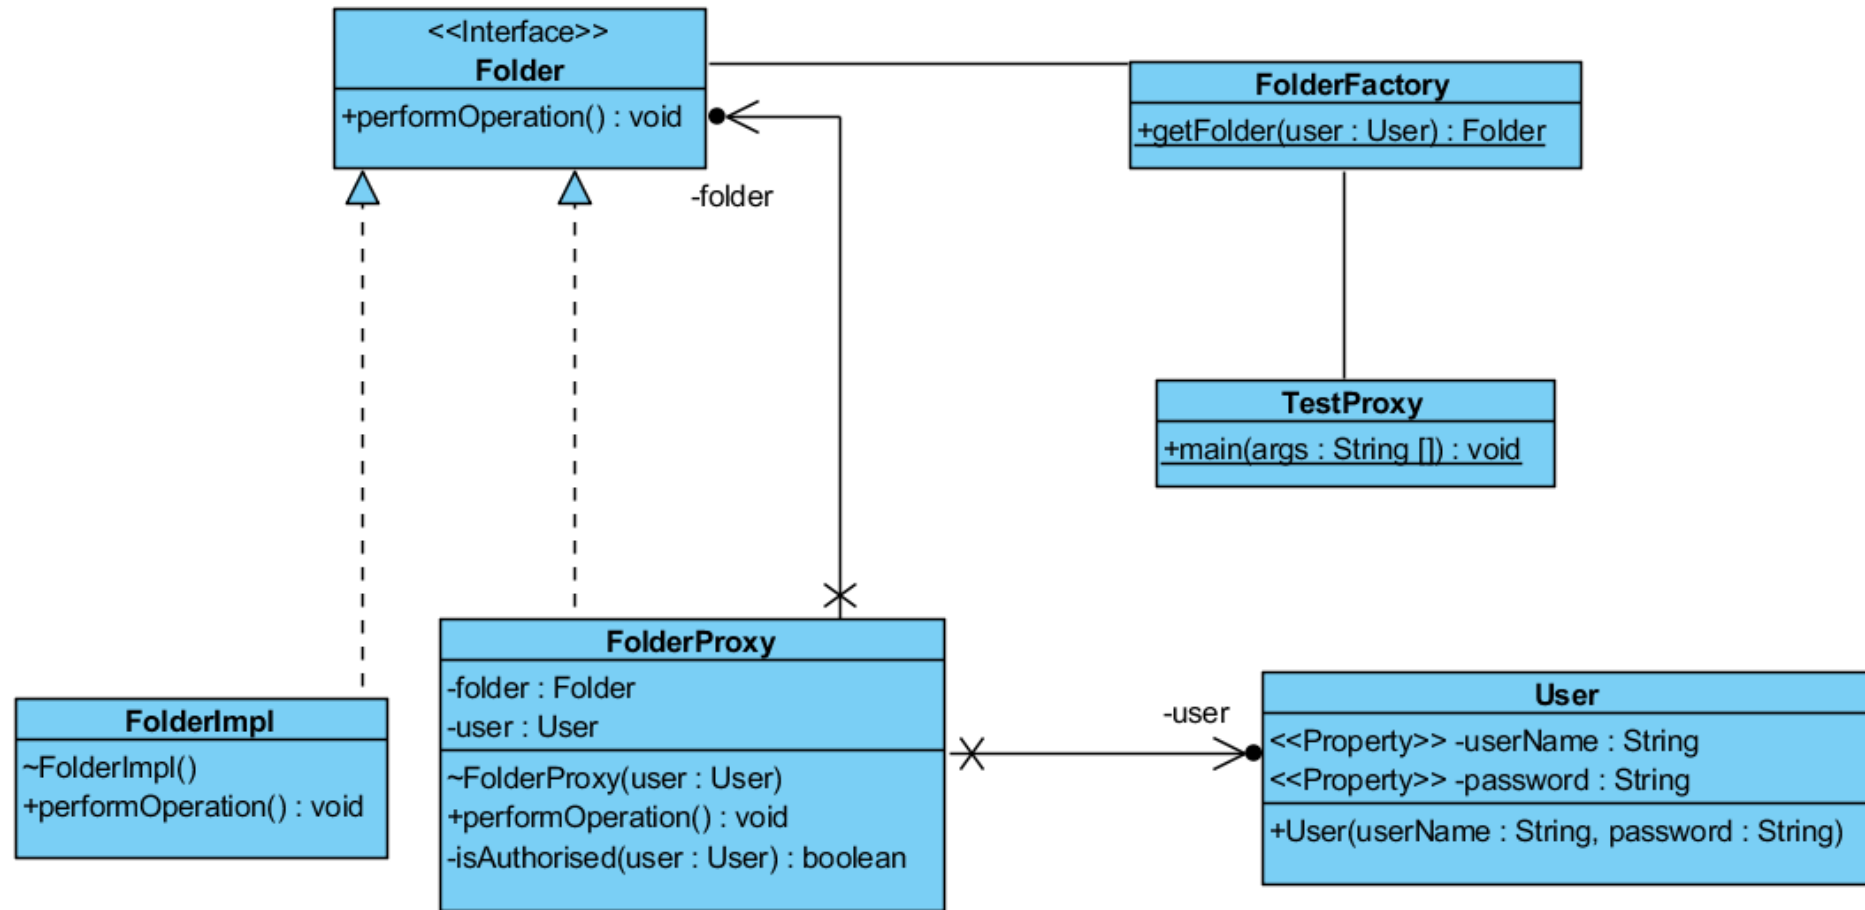 <<Interface>>
Folder
+performOperation() : void
FolderFactory
+getFolder(user : User) : Folder
-folder
TestProxy
+main(args : String []) : void
FolderImpl
~FolderImpl()
+performOperation() : void
FolderProxy
-folder : Folder
-user : User
~FolderProxy(user : User)
+performOperation() : void
-isAuthorised(user : User) : boolean
-user
User
<<Property>> -userName : String
<<Property>> -password : String
+User(userName : String, password : String)